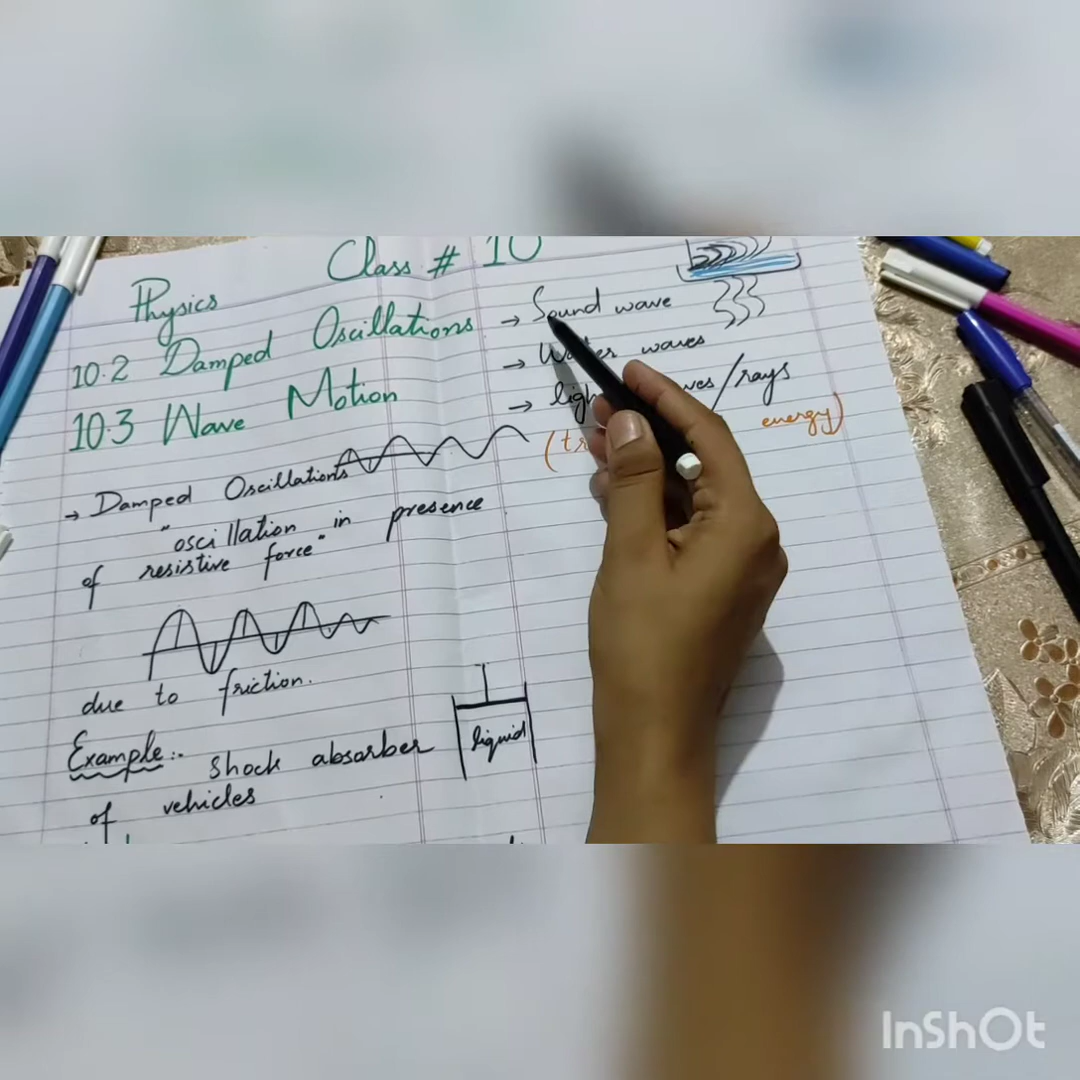 Class # 10
Physics
10.2 Damped Oscillations
10.3 Wave Motion
→ Damped Oscillations
"oscillation in presence
of resistive force"
due to friction.
Example:-
shock absorber
of vehicles
liquid
→ Sound wave
→ Water waves
→ /rays
( energy)
InShOt